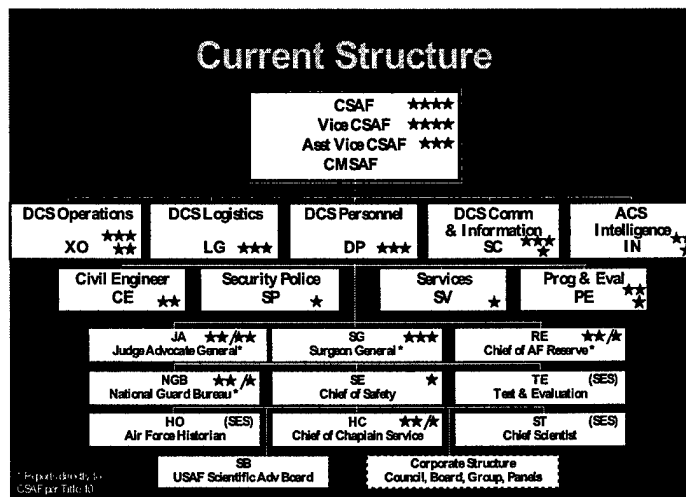 Current Structure
CSAF ★★★★
Vice CSAF ★★★★
Asst Vice CSAF ★★★
CMSAF
DCS Operations
XO ★★★ ★★
DCS Logistics
LG ★★★
DCS Personnel
DP ★★★
DCS Comm
& Information
SC ★★★ ★
ACS
Intelligence
IN
Civil Engineer
CE ★★
Security Police
SP ★
Services
SV ★
Prog & Eval
PE ★★ ★
JA ★★/★★
Judge Advocate General*
SG ★★★
Surgeon General*
RE ★★/★
Chief of AF Reserve*
NGB ★★/★
National Guard Bureau*
SE ★
Chief of Safety
TE (SES)
Test & Evaluation
HO (SES)
Air Force Historian
HC ★★/★
Chief of Chaplain Service
ST (SES)
Chief Scientist
SB
USAF Scientific Adv Board
Corporate Structure
Council, Board, Group, Panels
* Reports directly to
CSAF per Title 10